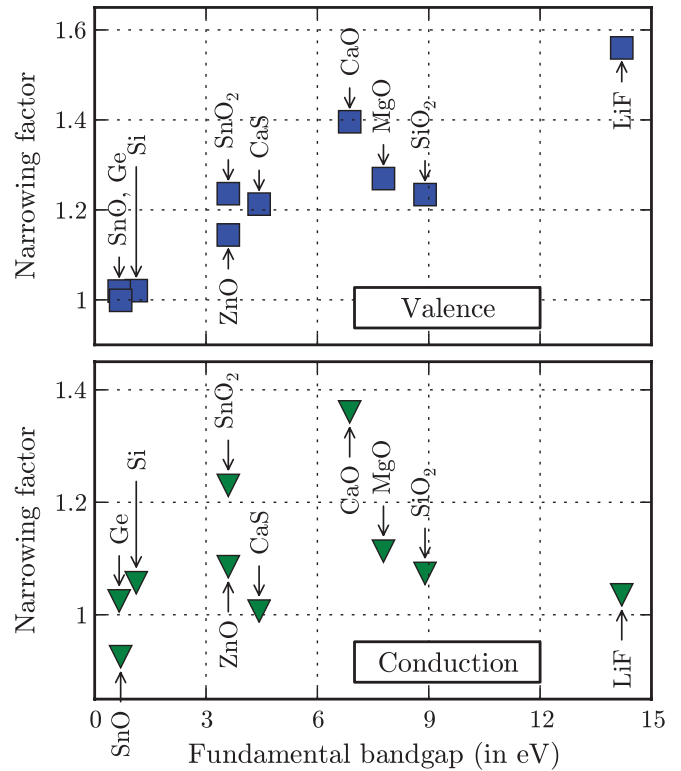 Narrowing factor
1.6
1.4
1.2
1
SnO, Ge
Si
SnO₂
ZnO
CaS
CaO
MgO
SiO₂
LiF
Valence
Narrowing factor
1.4
1.2
1
SnO
Ge
Si
SnO₂
ZnO
CaS
CaO
MgO
SiO₂
LiF
Conduction
0 3 6 9 12 15
Fundamental bandgap (in eV)